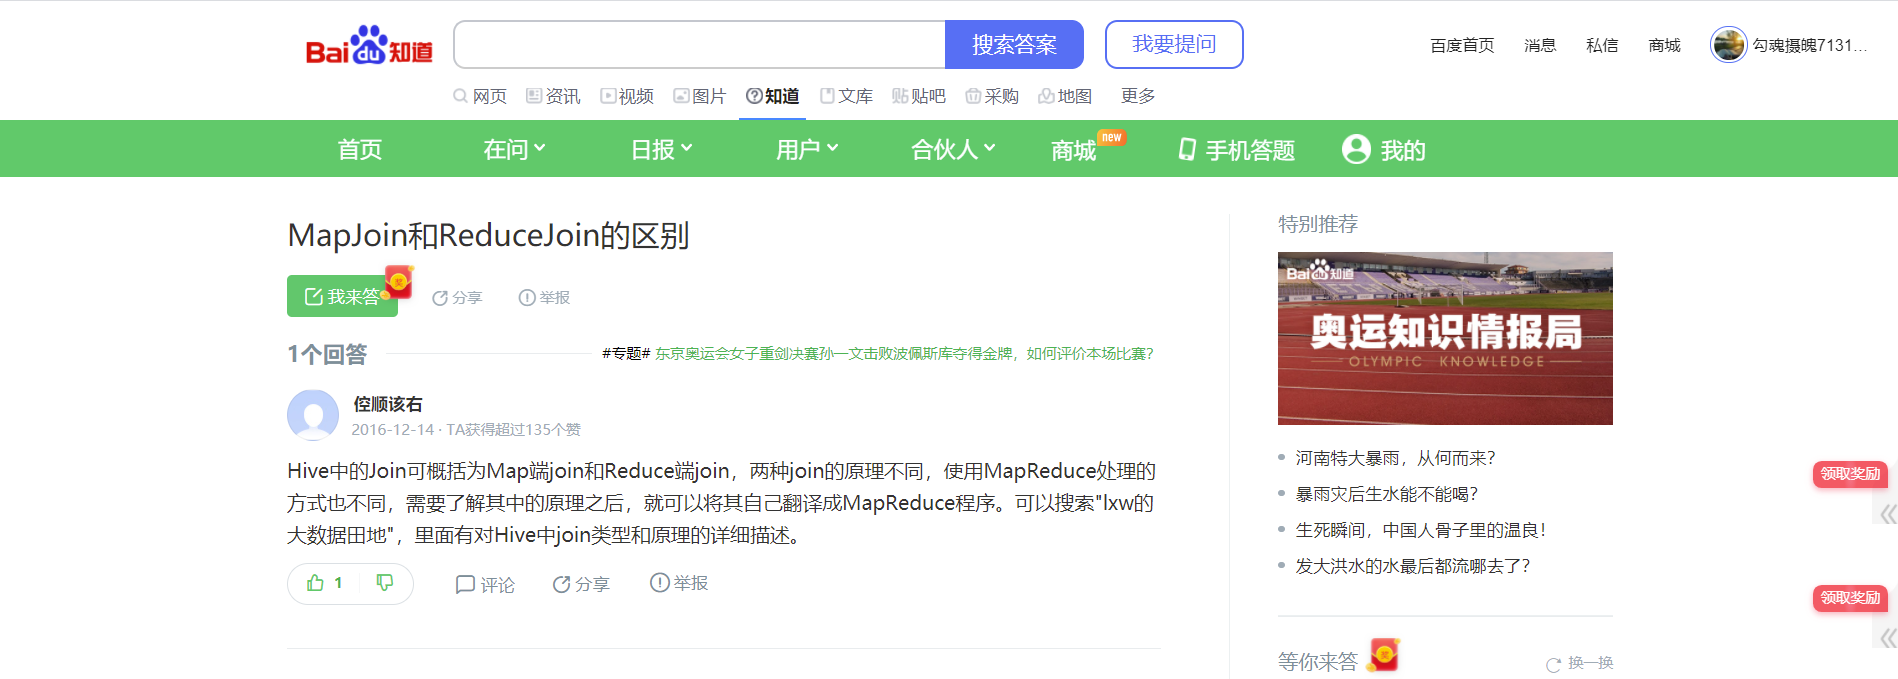 Bai du 知道
搜索答案
我要提问
百度首页 消息 私信 商城 勾魂摄魄7131...
网页 资讯 视频 图片 知道 文库 贴吧 采购 地图 更多
首页 在问 日报 用户 合伙人 商城 new 手机答题 我的
MapJoin和ReduceJoin的区别
我来答 奖 分享 举报
1个回答
#专题# 东京奥运会女子重剑决赛孙一文击败波佩斯库夺得金牌，如何评价本场比赛?
倥顺该右
2016-12-14 · TA获得超过135个赞
Hive中的Join可概括为Map端join和Reduce端join，两种join的原理不同，使用MapReduce处理的
方式也不同，需要了解其中的原理之后，就可以将其自己翻译成MapReduce程序。可以搜索"lxw的
大数据田地"，里面有对Hive中join类型和原理的详细描述。
1 评论 分享 举报
特别推荐
Bai du 知道
奥运知识情报局
OLYMPIC KNOWLEDGE
河南特大暴雨，从何而来?
暴雨灾后生水能不能喝?
生死瞬间，中国人骨子里的温良!
发大洪水的水最后都流哪去了?
等你来答 奖 换一换
领取奖励
领取奖励